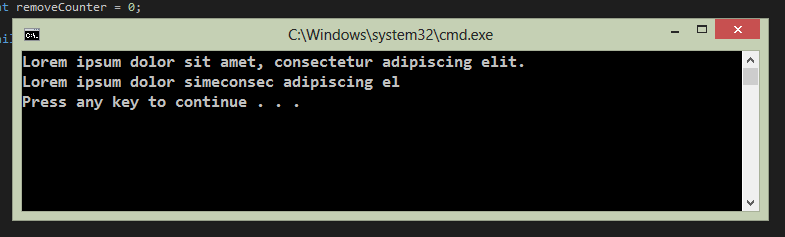 removeCounter = 0;
C:\Windows\system32\cmd.exe
Lorem ipsum dolor sit amet, consectetur adipiscing elit.
Lorem ipsum dolor simeconsec adipiscing el
Press any key to continue . . .